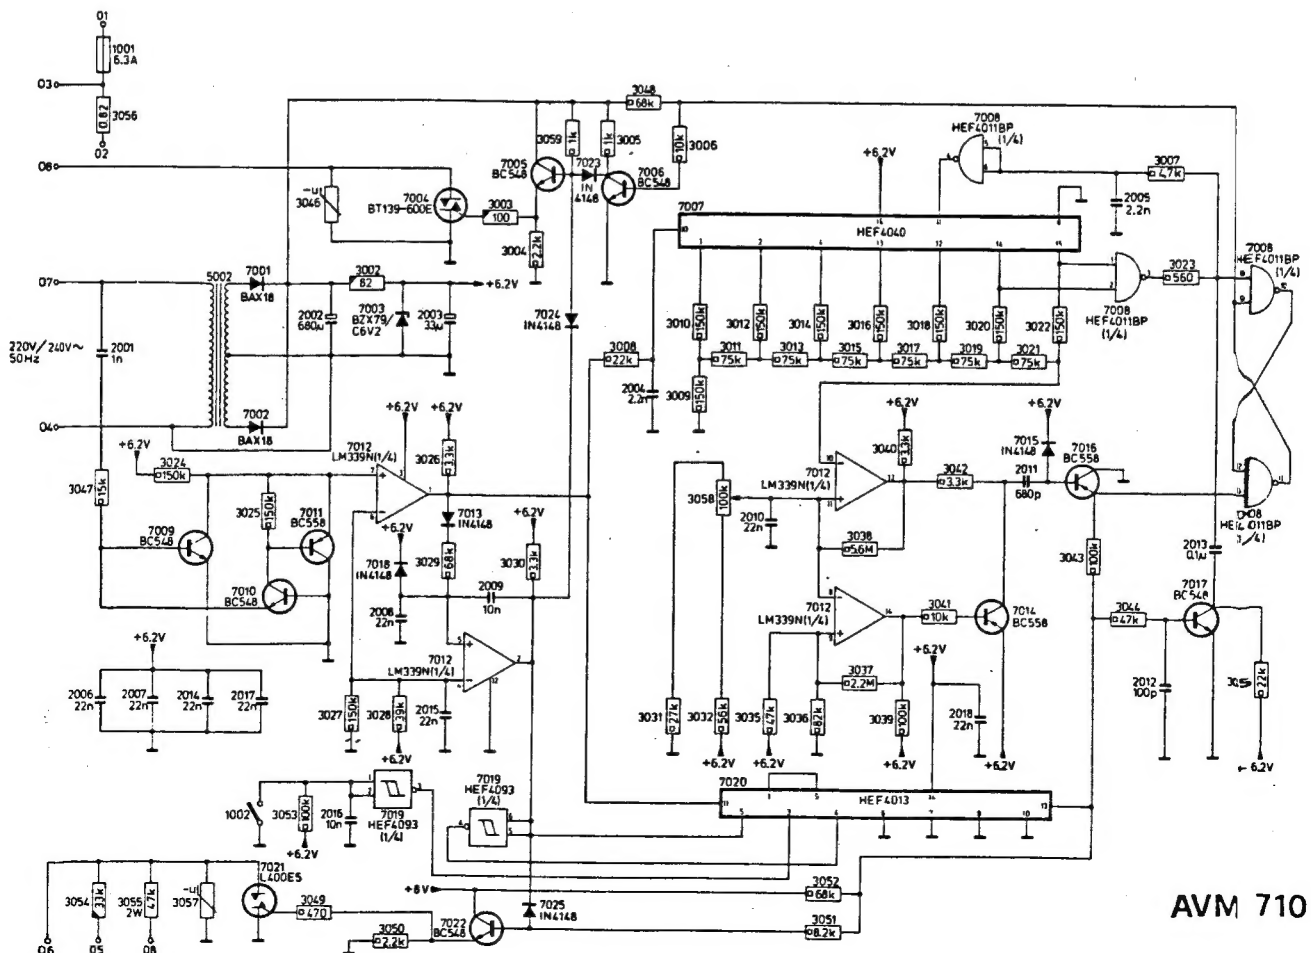 01
1001
6.3A
03
0.82
3056
02
08
-U
3046
7004
BT139-600E
3003
100
3004
2.2k
7005
BC548
3059
1k
7023
IN
4148
1k
3005
3048
68k
7006
BC548
10k
3006
7008
HEF4011BP
(1/4)
+6.2V
3007
4.7k
2005
2.2n
7007
HEF4040
07
5002
7001
BAX18
3002
82
+6.2V
2002
680µ
7003
BZX79/
C6V2
2003
33µ
220V/240V~
50Hz
2001
1n
7024
IN4148
3008
22k
2004
2.2n
3010
150k
3012
150k
3014
150k
3016
150k
3018
150k
3020
150k
3022
150k
3011
75k
3013
75k
3015
75k
3017
75k
3019
75k
3021
75k
3009
150k
7008
HEF4011BP
(1/4)
3023
560
7008
HEF4011BP
(1/4)
04
7002
BAX18
+6.2V
3024
150k
3047
15k
7009
BC548
3025
150k
7011
BC558
7010
BC548
7012
LM339N(1/4)
+6.2V
+6.2V
3026
3.3k
7013
IN4148
3029
68k
+6.2V
7018
IN4148
2008
22n
2009
10n
+6.2V
3030
3.3k
7012
LM339N(1/4)
3027
150k
3028
39k
+6.2V
2015
22n
+6.2V
2006
22n
2007
22n
2014
22n
2017
22n
3058
100k
2010
22n
7012
LM339N(1/4)
+6.2V
3040
3.3k
3042
3.3k
+6.2V
7015
IN4148
2011
680p
7016
BC558
3038
5.6M
7012
LM339N(1/4)
3041
10k
7014
BC558
3037
2.2M
3031
27k
3032
56k
+6.2V
3035
47k
+6.2V
3036
82k
3039
100k
+6.2V
+6.2V
2018
22n
+6.2V
3043
100k
3044
47k
2012
100p
2013
0.1µ
7017
BC548
22k
+6.2V
HEF4011BP
(1/4)
7020
HEF4013
1002
3053
100k
+6.2V
2016
10n
7019
HEF4093
(1/4)
7019
HEF4093
(1/4)
06
3054
33k
05
3055
2W
47k
08
-U
3057
7021
L400E5
3049
470
3050
2.2k
+8V
7022
BC548
7025
IN4148
3052
68k
3051
8.2k
AVM 710